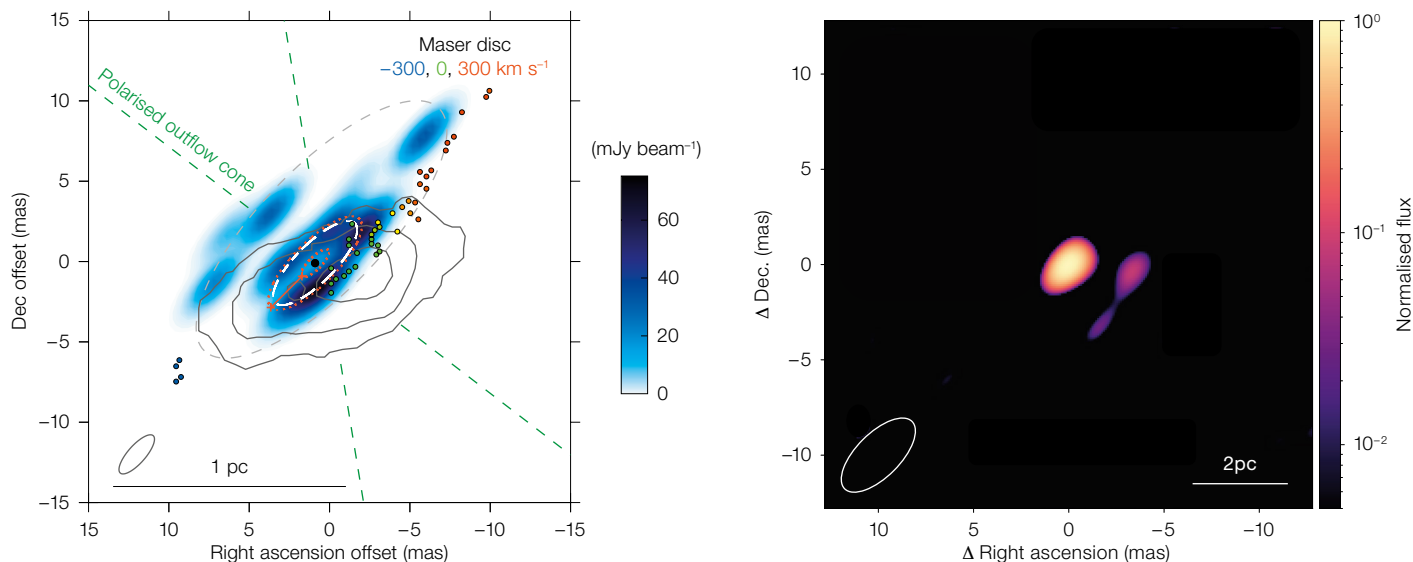 Maser disc
−300, 0, 300 km s⁻¹
Polarised outflow cone
Dec offset (mas)
15
10
5
0
−5
−10
−15
1 pc
15
10
5
0
−5
−10
−15
Right ascension offset (mas)
(mJy beam⁻¹)
60
40
20
0
Δ Dec. (mas)
10
5
0
−5
−10
2pc
10
5
0
−5
−10
Δ Right ascension (mas)
10⁰
10⁻¹
10⁻²
Normalised flux